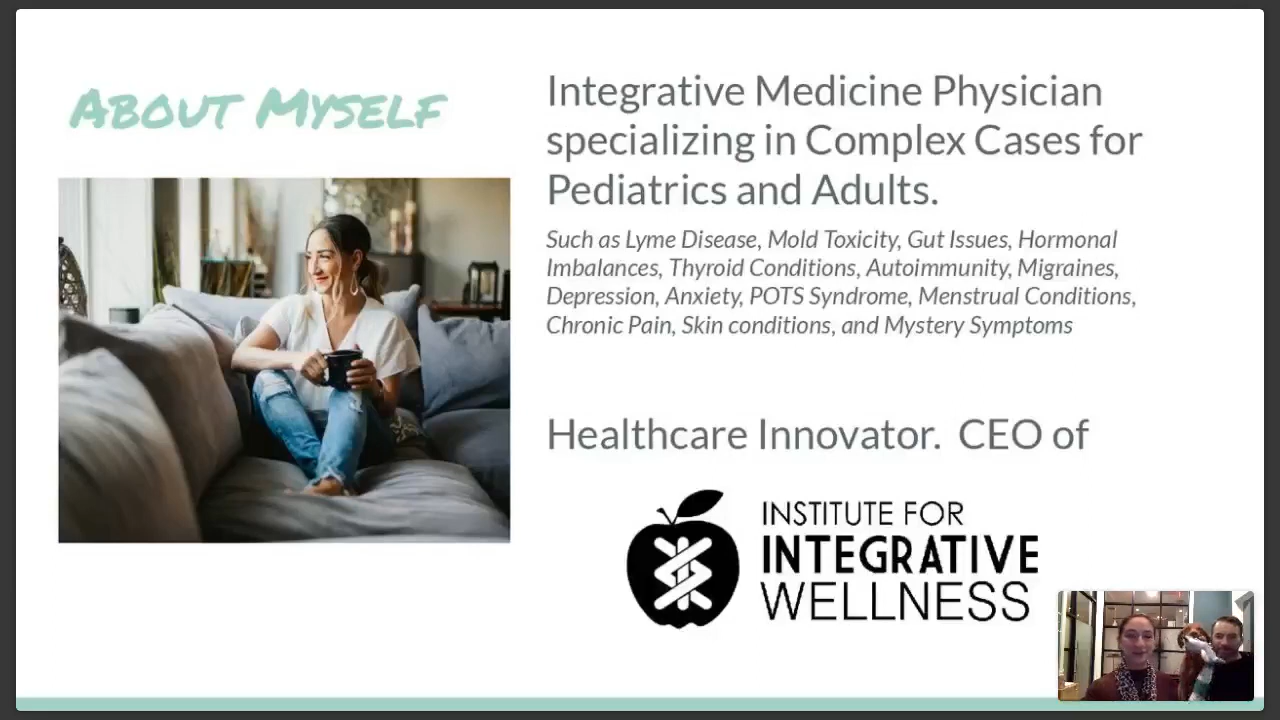 About Myself
Integrative Medicine Physician
specializing in Complex Cases for
Pediatrics and Adults.
Such as Lyme Disease, Mold Toxicity, Gut Issues, Hormonal
Imbalances, Thyroid Conditions, Autoimmunity, Migraines,
Depression, Anxiety, POTS Syndrome, Menstrual Conditions,
Chronic Pain, Skin conditions, and Mystery Symptoms
Healthcare Innovator.  CEO of
INSTITUTE FOR
INTEGRATIVE
WELLNESS